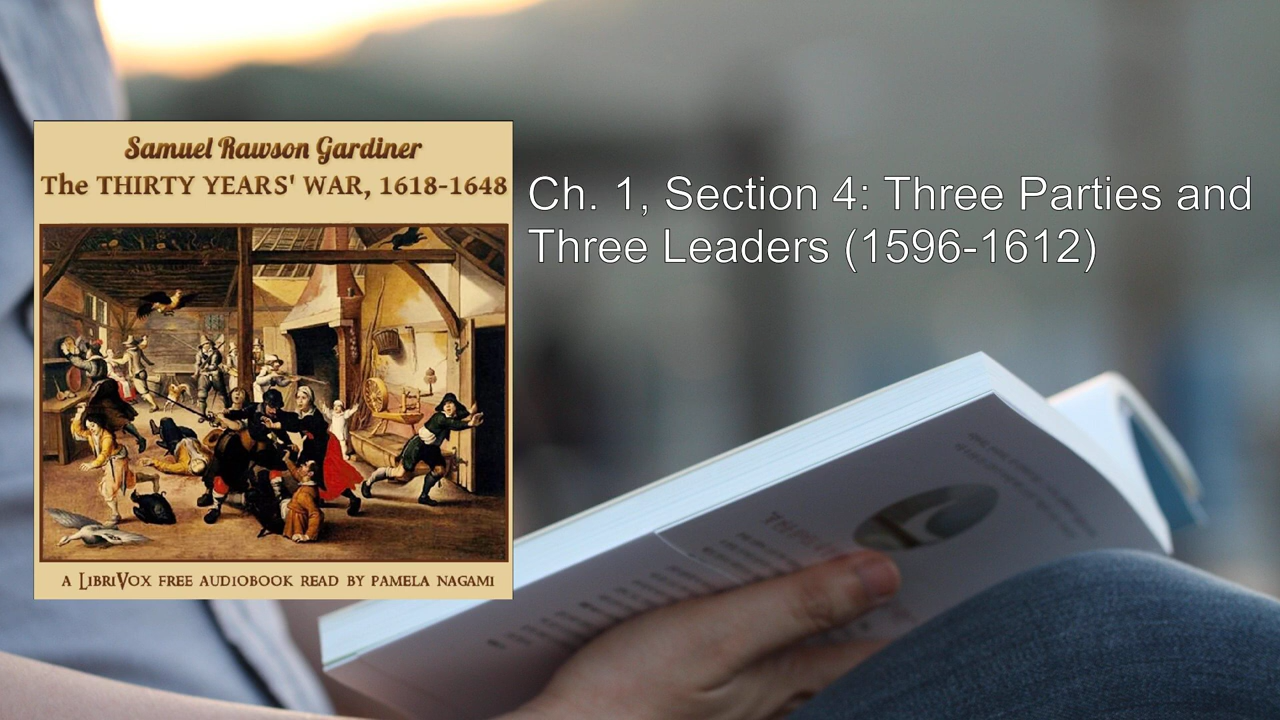 Samuel Rawson Gardiner
The THIRTY YEARS' WAR, 1618-1648
A LIBRIVOX FREE AUDIOBOOK READ BY PAMELA NAGAMI
Ch. 1, Section 4: Three Parties and
Three Leaders (1596-1612)